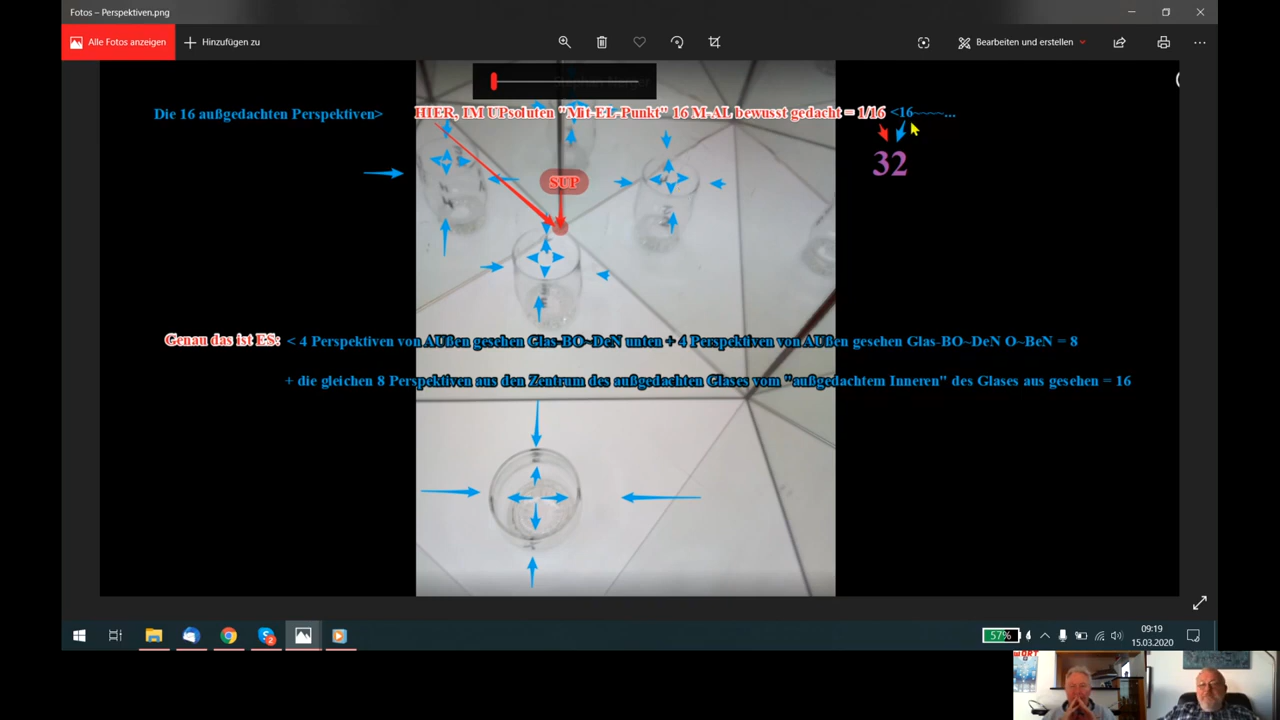 Fotos – Perspektiven.png
Alle Fotos anzeigen
Hinzufügen zu
Bearbeiten und erstellen
Die 16 außgedachten Perspektiven>
HIER, IM UPsoluten "Mit-EL-Punkt" 16 M-AL bewusst gedacht = 1/16
<16~~~~...
32
SUP
Genau das ist ES:
< 4 Perspektiven von AUßen gesehen Glas-BO~DeN unten + 4 Perspektiven von AUßen gesehen Glas-BO~DeN O~BeN = 8
+ die gleichen 8 Perspektiven aus den Zentrum des außgedachten Glases vom "außgedachtem Inneren" des Glases aus gesehen = 16
2
57%
09:19
15.03.2020
WORT